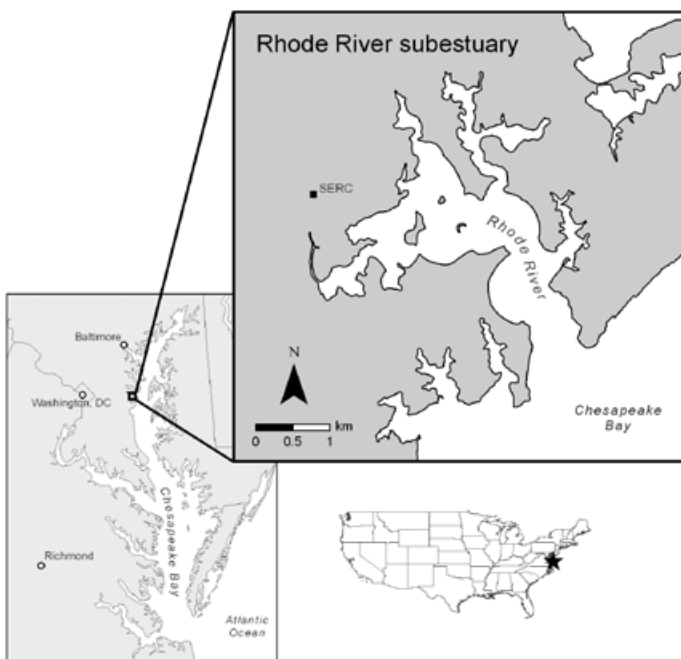 Rhode River subestuary
SERC
Rhode River
N
0 0.5 1 km
Chesapeake
Bay
Baltimore
Washington, DC
Chesapeake Bay
Richmond
Atlantic
Ocean